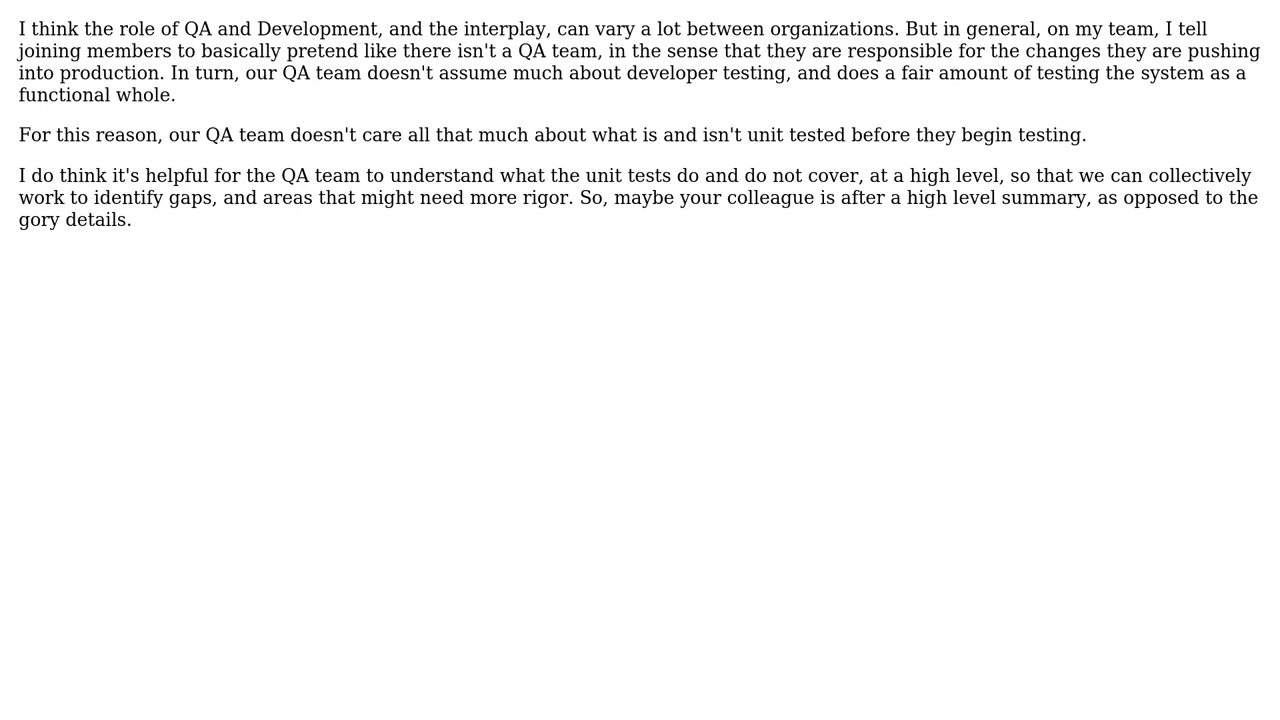 I think the role of QA and Development, and the interplay, can vary a lot between organizations. But in general, on my team, I tell
joining members to basically pretend like there isn't a QA team, in the sense that they are responsible for the changes they are pushing
into production. In turn, our QA team doesn't assume much about developer testing, and does a fair amount of testing the system as a
functional whole.
For this reason, our QA team doesn't care all that much about what is and isn't unit tested before they begin testing.
I do think it's helpful for the QA team to understand what the unit tests do and do not cover, at a high level, so that we can collectively
work to identify gaps, and areas that might need more rigor. So, maybe your colleague is after a high level summary, as opposed to the
gory details.